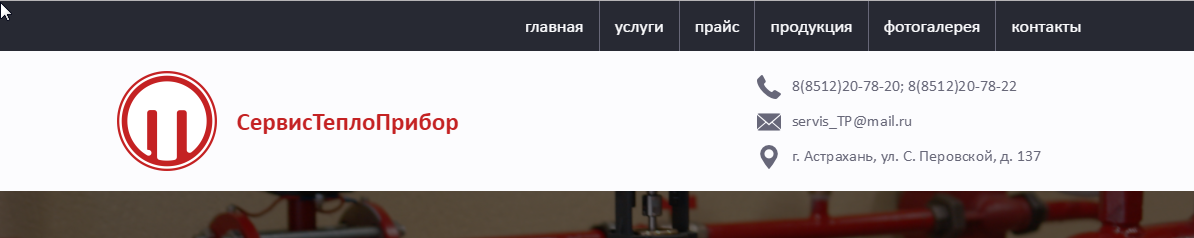 главная услуги прайс продукция фотогалерея контакты
СервисТеплоПрибор
8(8512)20-78-20; 8(8512)20-78-22
servis_TP@mail.ru
г. Астрахань, ул. С. Перовской, д. 137